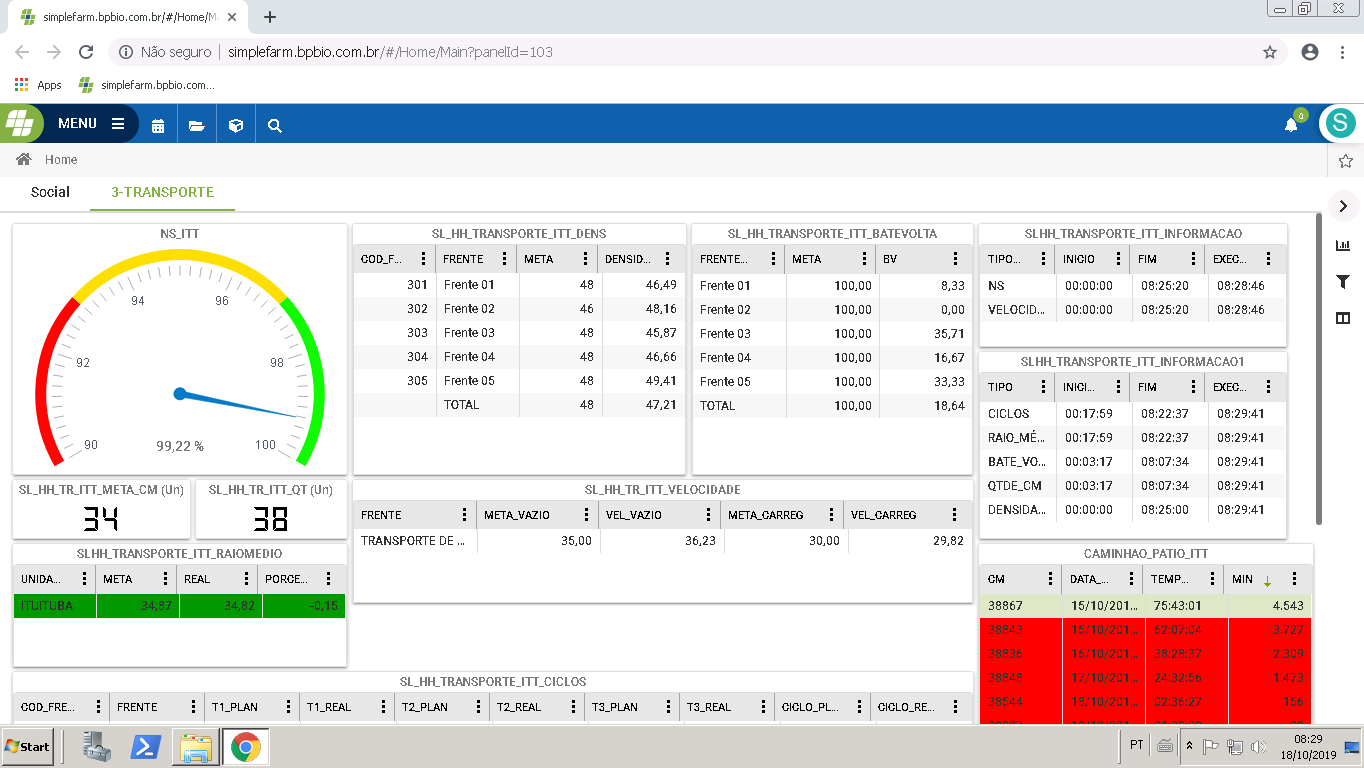 simplefarm.bpbio.com.br/#/Home/M
Não seguro | simplefarm.bpbio.com.br/#/Home/Main?panelId=103
Apps simplefarm.bpbio.com...
MENU 0 S
Home
Social 3-TRANSPORTE
NS_ITT
90 92 94 96 98 100
99,22 %
SL_HH_TRANSPORTE_ITT_DENS
COD_F... FRENTE META DENSID...
301 Frente 01 48 46,49
302 Frente 02 46 48,16
303 Frente 03 48 45,87
304 Frente 04 48 46,66
305 Frente 05 48 49,41
TOTAL 48 47,21
SL_HH_TRANSPORTE_ITT_BATEVOLTA
FRENTE... META BV
Frente 01 100,00 8,33
Frente 02 100,00 0,00
Frente 03 100,00 35,71
Frente 04 100,00 16,67
Frente 05 100,00 33,33
TOTAL 100,00 18,64
SLHH_TRANSPORTE_ITT_INFORMACAO
TIPO... INICIO FIM EXEC...
NS 00:00:00 08:25:20 08:28:46
VELOCID... 00:00:00 08:25:20 08:28:46
SLHH_TRANSPORTE_ITT_INFORMACAO1
TIPO INICI... FIM EXEC...
CICLOS 00:17:59 08:22:37 08:29:41
RAIO_MÉ... 00:17:59 08:22:37 08:29:41
BATE_VO... 00:03:17 08:07:34 08:29:41
QTDE_CM 00:03:17 08:07:34 08:29:41
DENSIDA... 00:00:00 08:25:00 08:29:41
SL_HH_TR_ITT_META_CM (Un)
34
SL_HH_TR_ITT_QT (Un)
38
SL_HH_TR_ITT_VELOCIDADE
FRENTE META_VAZIO VEL_VAZIO META_CARREG VEL_CARREG
TRANSPORTE DE ... 35,00 36,23 30,00 29,82
SLHH_TRANSPORTE_ITT_RAIOMEDIO
UNIDA... META REAL PORCE...
ITUITUBA 34,87 34,82 -0,15
CAMINHAO_PATIO_ITT
CM DATA_... TEMP... MIN
38867 15/10/201... 75:43:01 4.543
38843 15/10/201... 62:07:04 3.727
38836 16/10/201... 38:28:37 2.309
38848 17/10/201... 24:32:56 1.473
38544 18/10/201... 02:36:27 156
SL_HH_TRANSPORTE_ITT_CICLOS
COD_FRE... FRENTE T1_PLAN T1_REAL T2_PLAN T2_REAL T3_PLAN T3_REAL CICLO_PL... CICLO_RE...
Start PT 08:29
18/10/2019